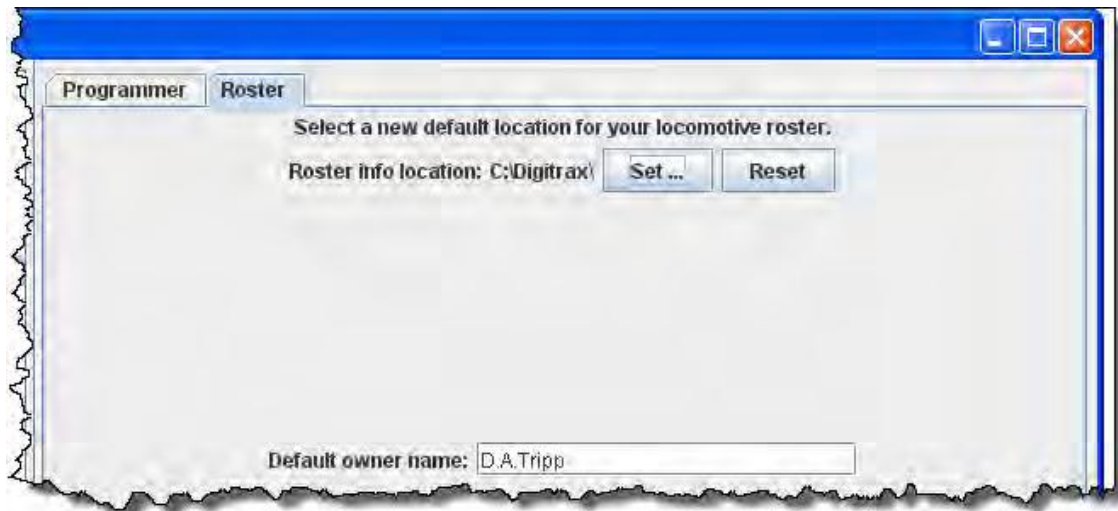 Programmer Roster
Select a new default location for your locomotive roster.
Roster info location: C:\Digitrax\ Set ... Reset
Default owner name: D.A.Tripp